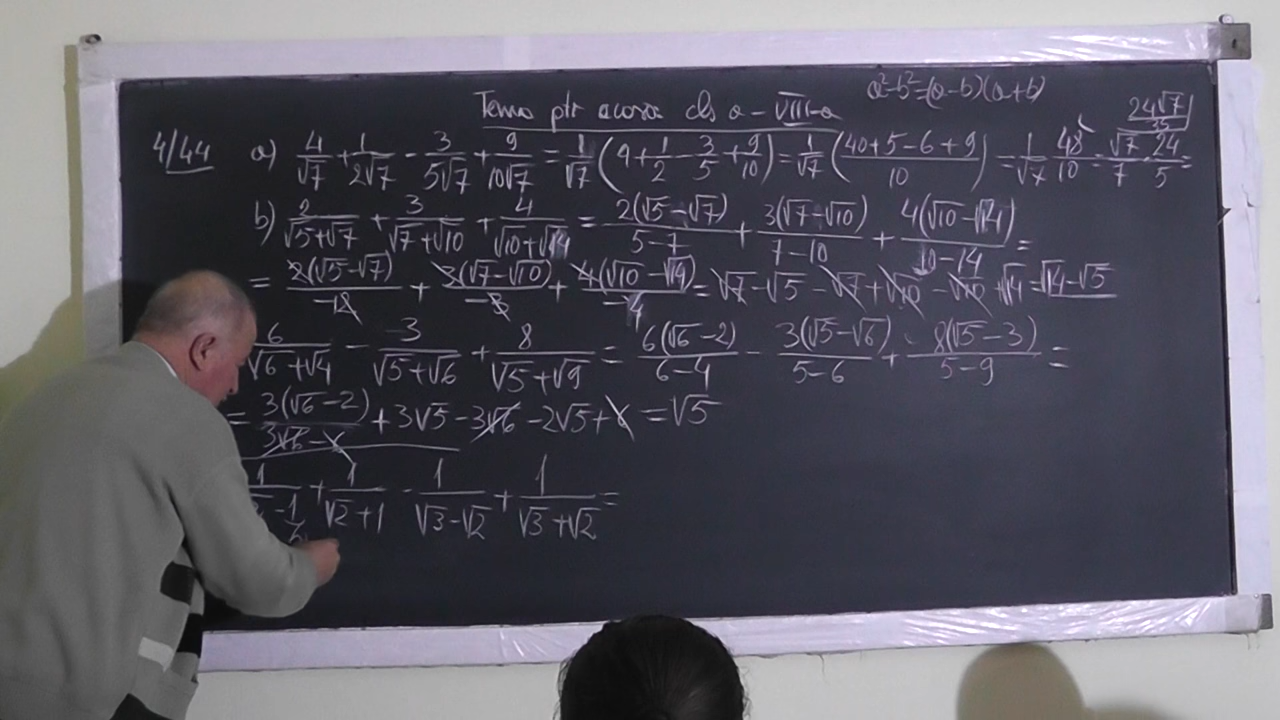 a²-b²=(a-b)(a+b)
Tema ptr acasa cls a-VIII-a
24√7/35
4/44 a) 4/√7 + 1/2√7 - 3/5√7 + 9/10√7 = 1/√7 (4 + 1/2 - 3/5 + 9/10) = 1/√7 ((40+5-6+9)/10) = 1/√7 · 48/10 = √7/7 · 24/5 =
b) 2/(√5+√7) + 3/(√7+√10) + 4/(√10+√14) = 2(√5-√7)/(5-7) + 3(√7-√10)/(7-10) + 4(√10-√14)/(10-14) =
= 2(√5-√7)/-2 + 3(√7-√10)/-3 + 4(√10-√14)/-4 = √7-√5-√7+√10-√10+√14=√14-√5
6/(√6+√4) - 3/(√5+√6) + 8/(√5+√9) = 6(√6-2)/(6-4) - 3(√5-√6)/(5-6) + 8(√5-3)/(5-9) =
= 3(√6-2) + 3√5-3√6-2√5+6 = √5
3√6-6
1 + 1/(√2+1) - 1/(√3-√2) + 1/(√3+√2) =